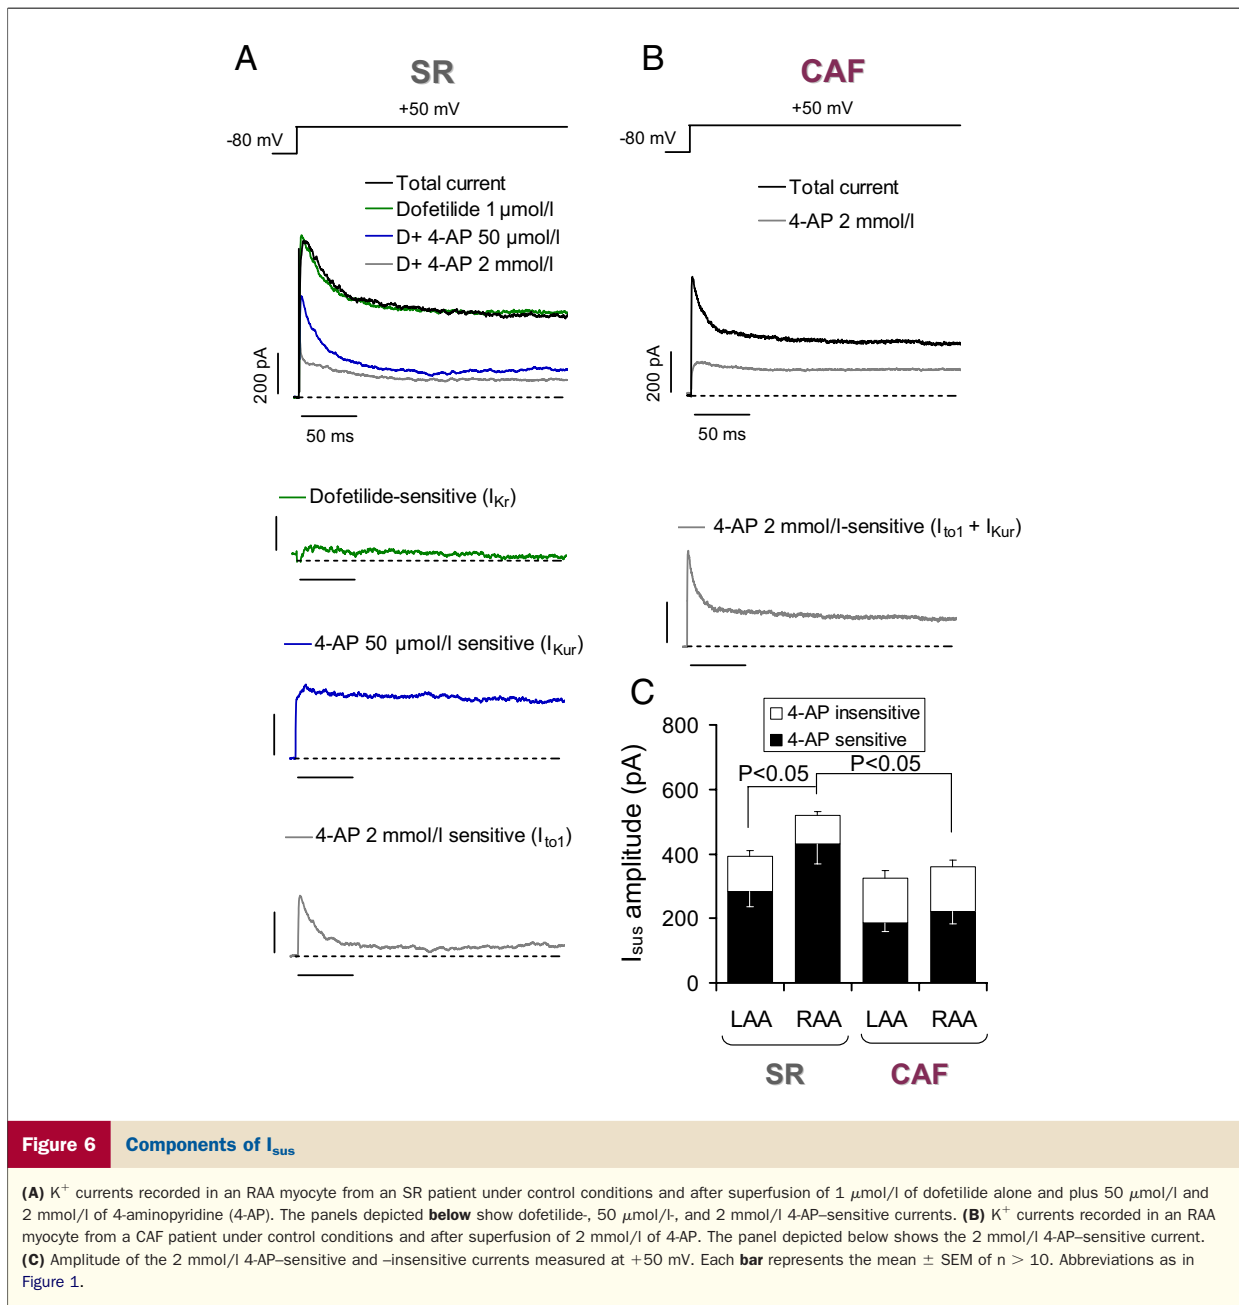 A
SR
+50 mV
-80 mV
Total current
Dofetilide 1 µmol/l
D+ 4-AP 50 µmol/l
D+ 4-AP 2 mmol/l
200 pA
50 ms
Dofetilide-sensitive (IKr)
4-AP 50 µmol/l sensitive (IKur)
4-AP 2 mmol/l sensitive (Ito1)
B
CAF
+50 mV
-80 mV
Total current
4-AP 2 mmol/l
200 pA
50 ms
4-AP 2 mmol/l-sensitive (Ito1 + IKur)
C
4-AP insensitive
4-AP sensitive
Isus amplitude (pA)
800
600
400
200
0
P<0.05
P<0.05
LAA RAA LAA RAA
SR CAF
Figure 6 Components of Isus
(A) K+ currents recorded in an RAA myocyte from an SR patient under control conditions and after superfusion of 1 µmol/l of dofetilide alone and plus 50 µmol/l and
2 mmol/l of 4-aminopyridine (4-AP). The panels depicted below show dofetilide-, 50 µmol/l-, and 2 mmol/l 4-AP–sensitive currents. (B) K+ currents recorded in an RAA
myocyte from a CAF patient under control conditions and after superfusion of 2 mmol/l of 4-AP. The panel depicted below shows the 2 mmol/l 4-AP–sensitive current.
(C) Amplitude of the 2 mmol/l 4-AP–sensitive and –insensitive currents measured at +50 mV. Each bar represents the mean ± SEM of n > 10. Abbreviations as in
Figure 1.